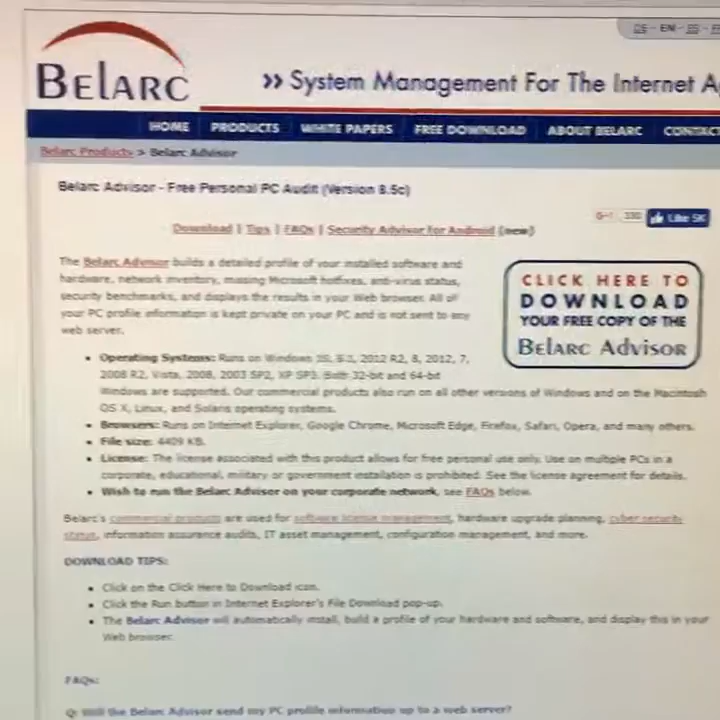 DE - EN - ES - F
BELARC
›› System Management For The Internet A
HOME PRODUCTS WHITE PAPERS FREE DOWNLOAD ABOUT BELARC CONTAC
Belarc Products > Belarc Advisor
Belarc Advisor - Free Personal PC Audit (Version 8.5c)
330 Like 5K
Download | Tips | FAQs | Security Advisor for Android (new)
The Belarc Advisor builds a detailed profile of your installed software and
hardware, network inventory, missing Microsoft hotfixes, anti-virus status,
security benchmarks, and displays the results in your Web browser. All of
your PC profile information is kept private on your PC and is not sent to any
web server.
CLICK HERE TO
DOWNLOAD
YOUR FREE COPY OF THE
BELARC ADVISOR
• Operating Systems: Runs on Windows 10, 8.1, 2012 R2, 8, 2012, 7,
2008 R2, Vista, 2008, 2003 SP2, XP SP3. Both 32-bit and 64-bit
Windows are supported. Our commercial products also run on all other versions of Windows and on the Macintosh
OS X, Linux, and Solaris operating systems.
• Browsers: Runs on Internet Explorer, Google Chrome, Microsoft Edge, Firefox, Safari, Opera, and many others.
• File size: 4409 KB.
• License: The license associated with this product allows for free personal use only. Use on multiple PCs in a
corporate, educational, military or government installation is prohibited. See the license agreement for details.
• Wish to run the Belarc Advisor on your corporate network, see FAQs below.
Belarc's commercial products are used for software license management, hardware upgrade planning, cyber security
status, information assurance audits, IT asset management, configuration management, and more.
DOWNLOAD TIPS:
• Click on the Click Here to Download icon.
• Click the Run button in Internet Explorer's File Download pop-up.
• The Belarc Advisor will automatically install, build a profile of your hardware and software, and display this in your
Web browser.
FAQs:
Q: Will the Belarc Advisor send my PC profile information up to a web server?